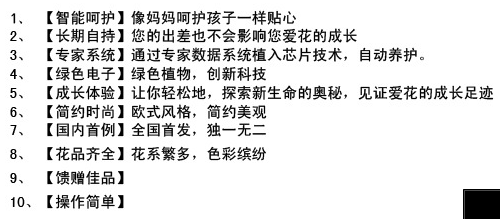 1、【智能呵护】像妈妈呵护孩子一样贴心
2、【长期自持】您的出差也不会影响您爱花的成长
3、【专家系统】通过专家数据系统植入芯片技术，自动养护。
4、【绿色电子】绿色植物，创新科技
5、【成长体验】让你轻松地，探索新生命的奥秘，见证爱花的成长足迹
6、【简约时尚】欧式风格，简约美观
7、【国内首例】全国首发，独一无二
8、【花品齐全】花系繁多，色彩缤纷
9、【馈赠佳品】
10、【操作简单】